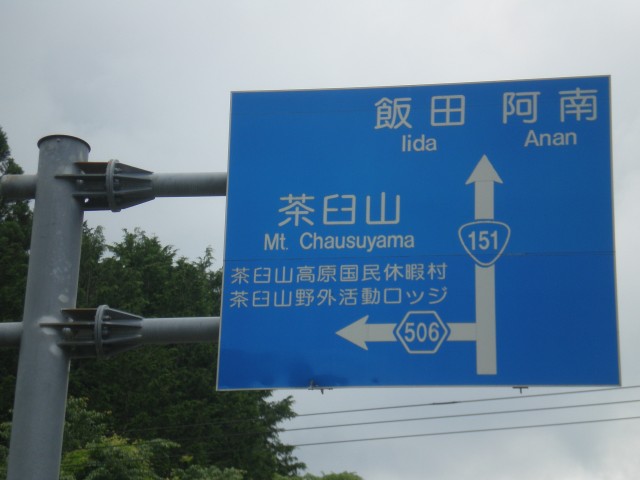 飯田 阿南
Iida Anan
茶臼山
Mt. Chausuyama
151
茶臼山高原国民休暇村
茶臼山野外活動ロッジ
506